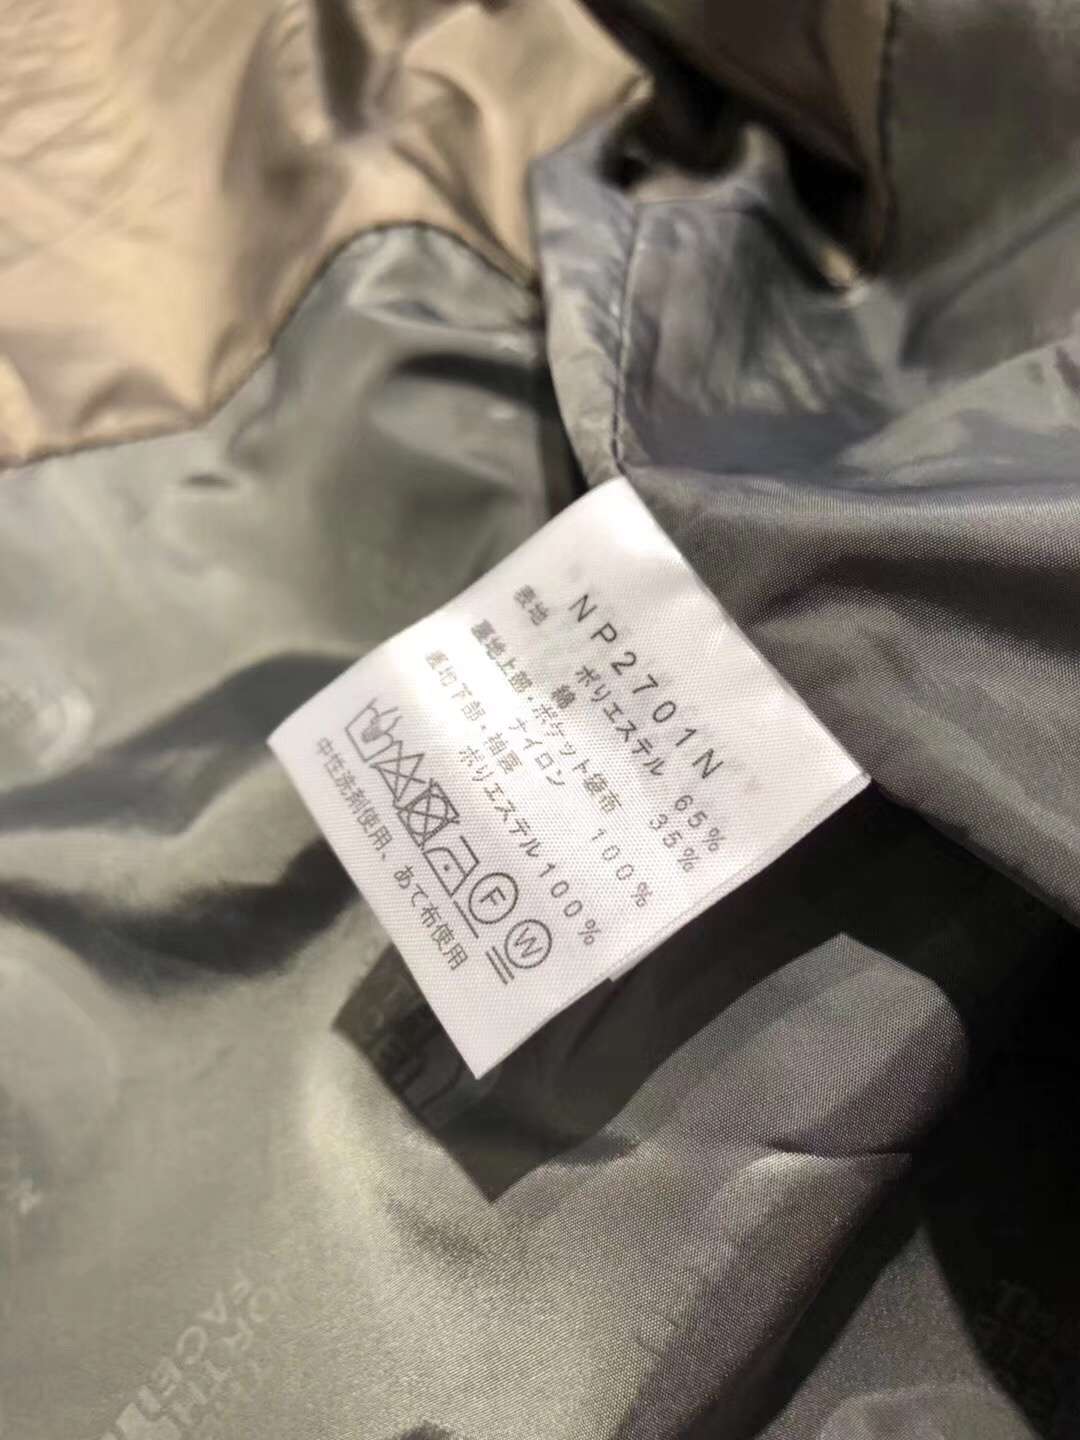 NP2701N
表地 ポリエステル 65%
綿 35%
裏地上部・ポケット袋布
ナイロン 100%
裏地下部・袖裏
ポリエステル100%
F
W
中性洗剤使用、あて布使用
NORTH
FACE